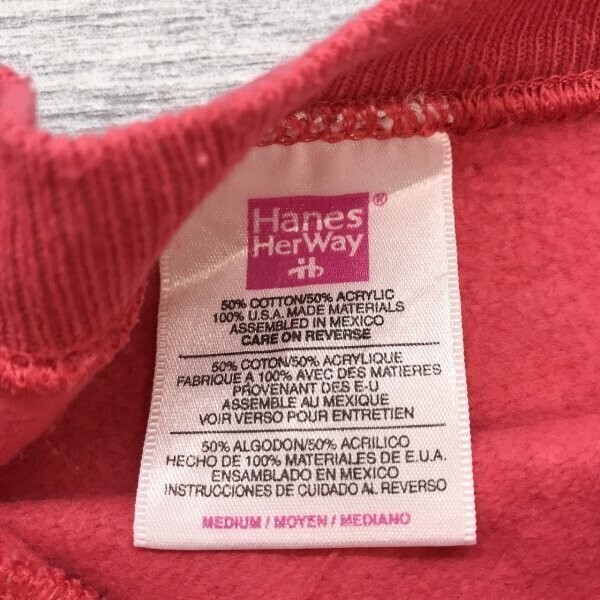 Hanes
HerWay
®
50% COTTON/50% ACRYLIC
100% U.S.A. MADE MATERIALS
ASSEMBLED IN MEXICO
CARE ON REVERSE
50% COTON/50% ACRYLIQUE
FABRIQUE A 100% AVEC DES MATIERES
PROVENANT DES E-U
ASSEMBLE AU MEXIQUE
VOIR VERSO POUR ENTRETIEN
50% ALGODON/50% ACRILICO
HECHO DE 100% MATERIALES DE E.U.A.
ENSAMBLADO EN MEXICO
INSTRUCCIONES DE CUIDADO AL REVERSO
MEDIUM / MOYEN / MEDIANO